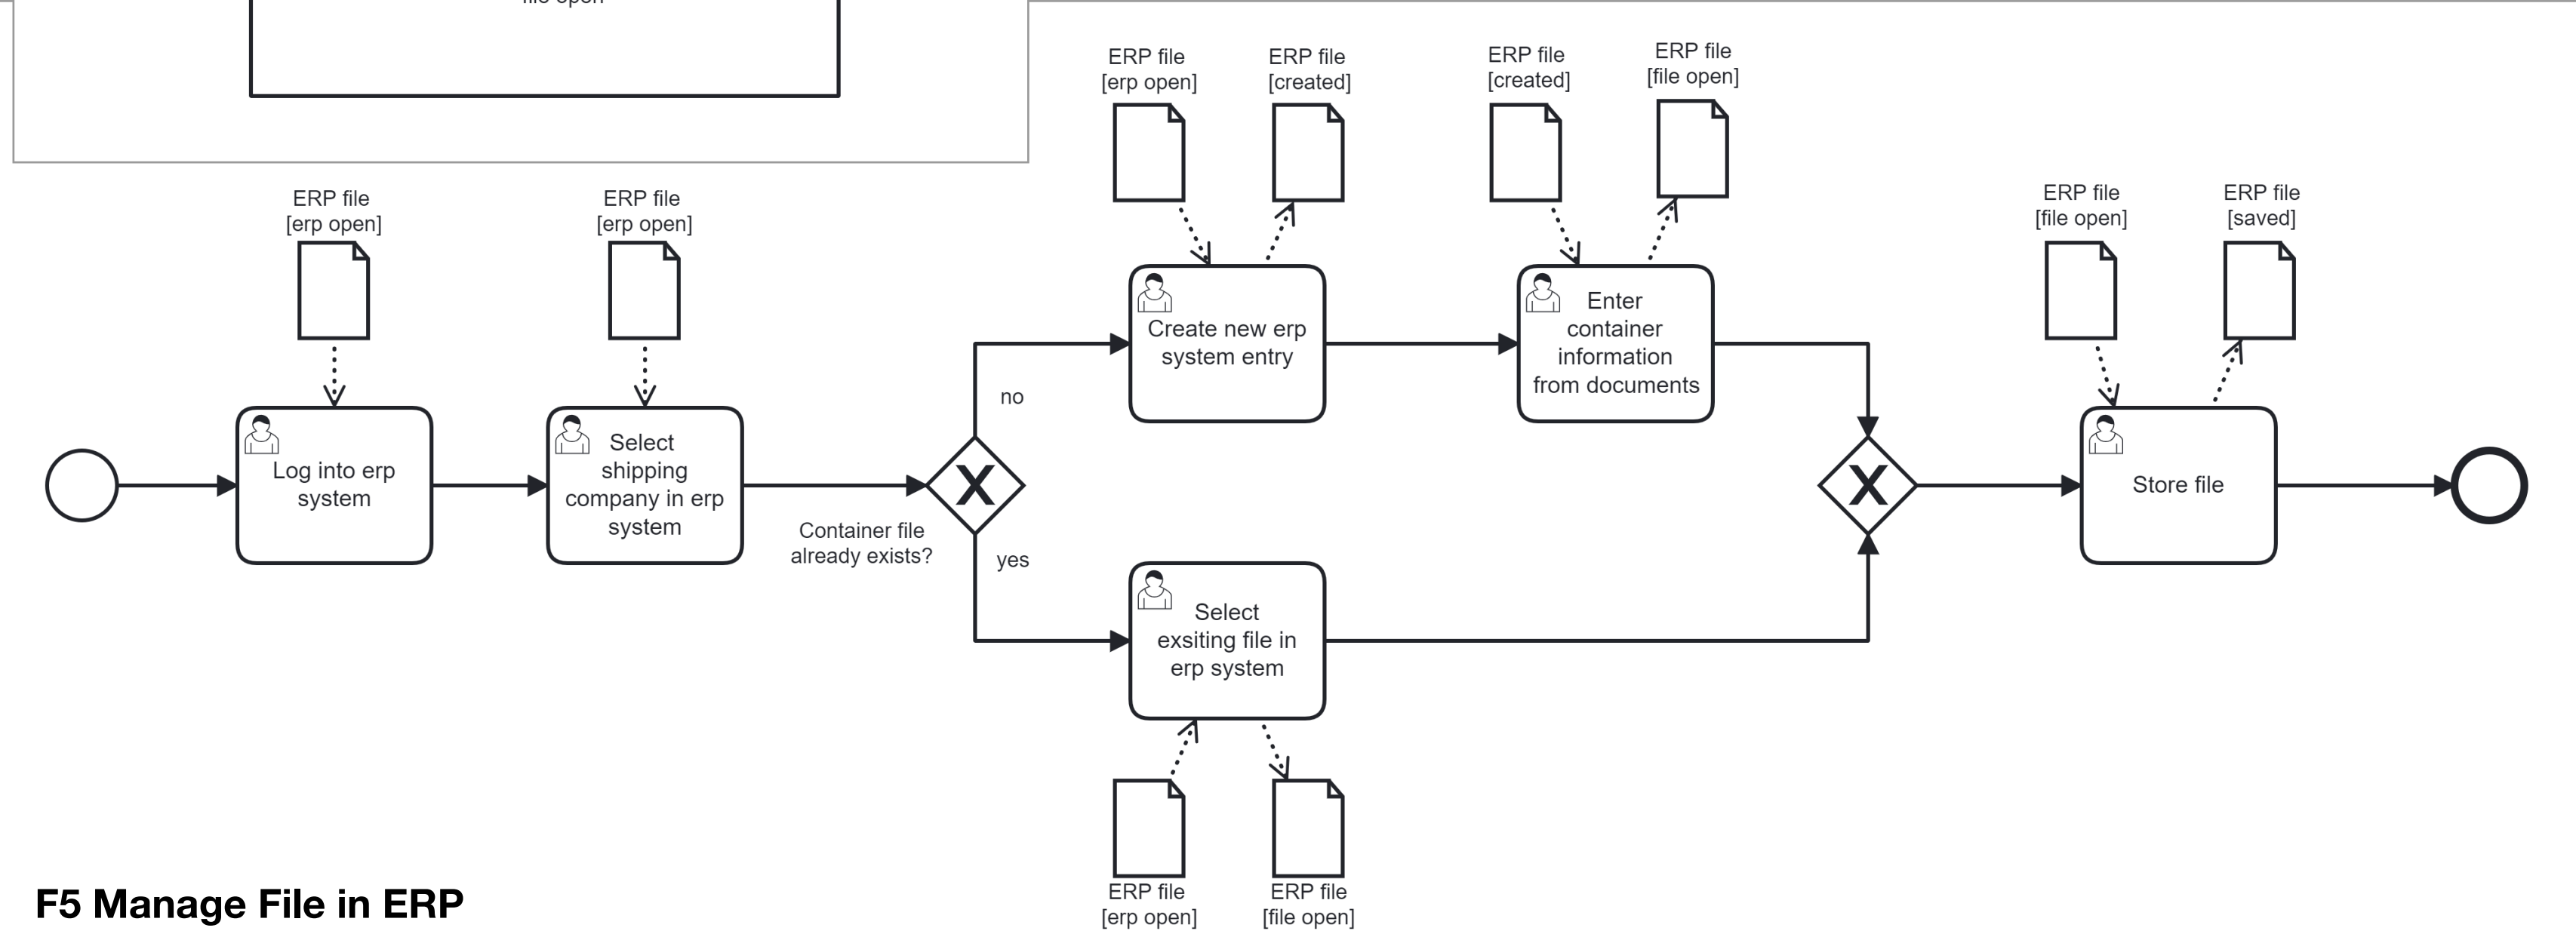 file open
ERP file
[erp open]
ERP file
[created]
ERP file
[created]
ERP file
[file open]
ERP file
[erp open]
ERP file
[erp open]
ERP file
[file open]
ERP file
[saved]
Log into erp
system
Select
shipping
company in erp
system
Container file
already exists?
no
yes
Create new erp
system entry
Enter
container
information
from documents
Select
exsiting file in
erp system
Store file
ERP file
[erp open]
ERP file
[file open]
F5 Manage File in ERP